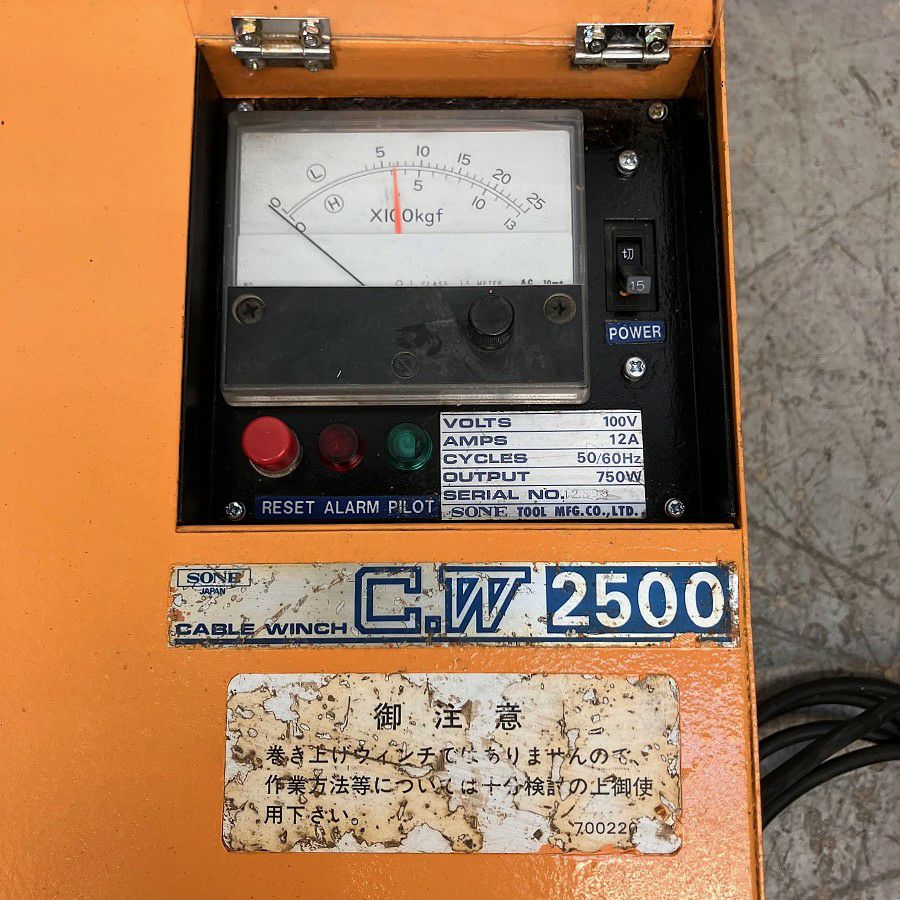 5 10 15 20 25
L
0
H
5 10 13
0
X100kgf
NO.
CLASS 1.5 METER AC 10mA
切
15
POWER
VOLTS 100V
AMPS 12A
CYCLES 50/60Hz
OUTPUT 750W
SERIAL NO.
SONE TOOL MFG.CO.,LTD.
RESET ALARM PILOT
SONE
JAPAN
CABLE WINCH C.W 2500
御注意
巻き上げウィンチではありませんので、
作業方法等については十分検討の上御使
用下さい。
700220